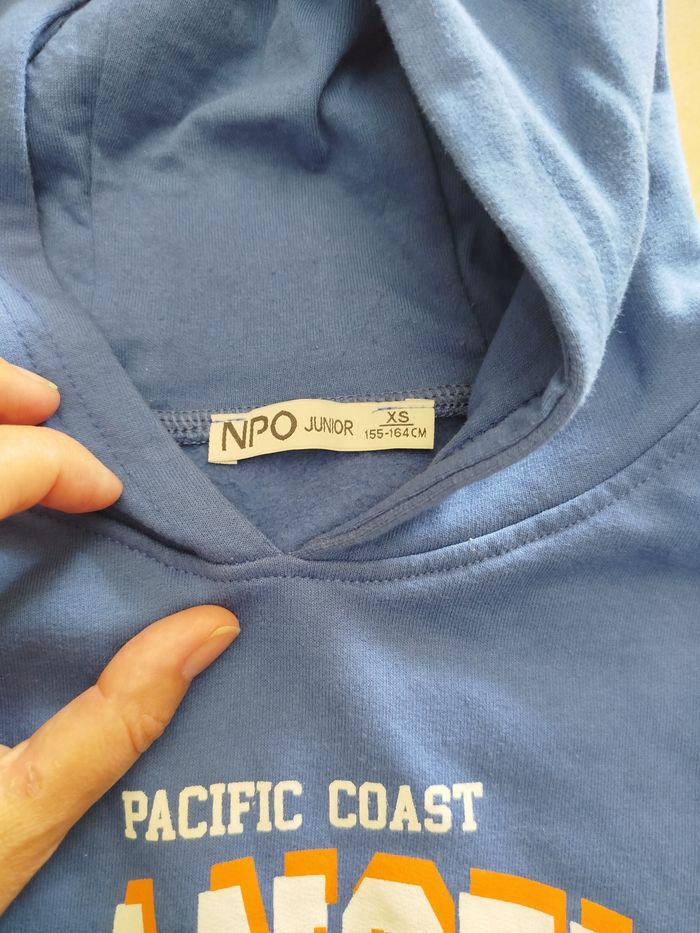 NPO JUNIOR XS
155-164CM
PACIFIC COAST